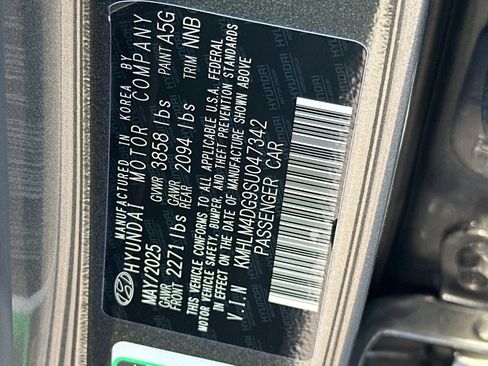 MANUFACTURED IN KOREA BY
HYUNDAI MOTOR COMPANY
MAY/2025 GVWR 3858 lbs PAINT A5G
GAWR FRONT 2271 lbs GAWR REAR 2094 lbs TRIM NNB
THIS VEHICLE CONFORMS TO ALL APPLICABLE U.S.A. FEDERAL
MOTOR VEHICLE SAFETY, BUMPER, AND THEFT PREVENTION STANDARDS
IN EFFECT ON THE DATE OF MANUFACTURE SHOWN ABOVE.
V.I.N KMHLM4DG9SU047342
PASSENGER CAR